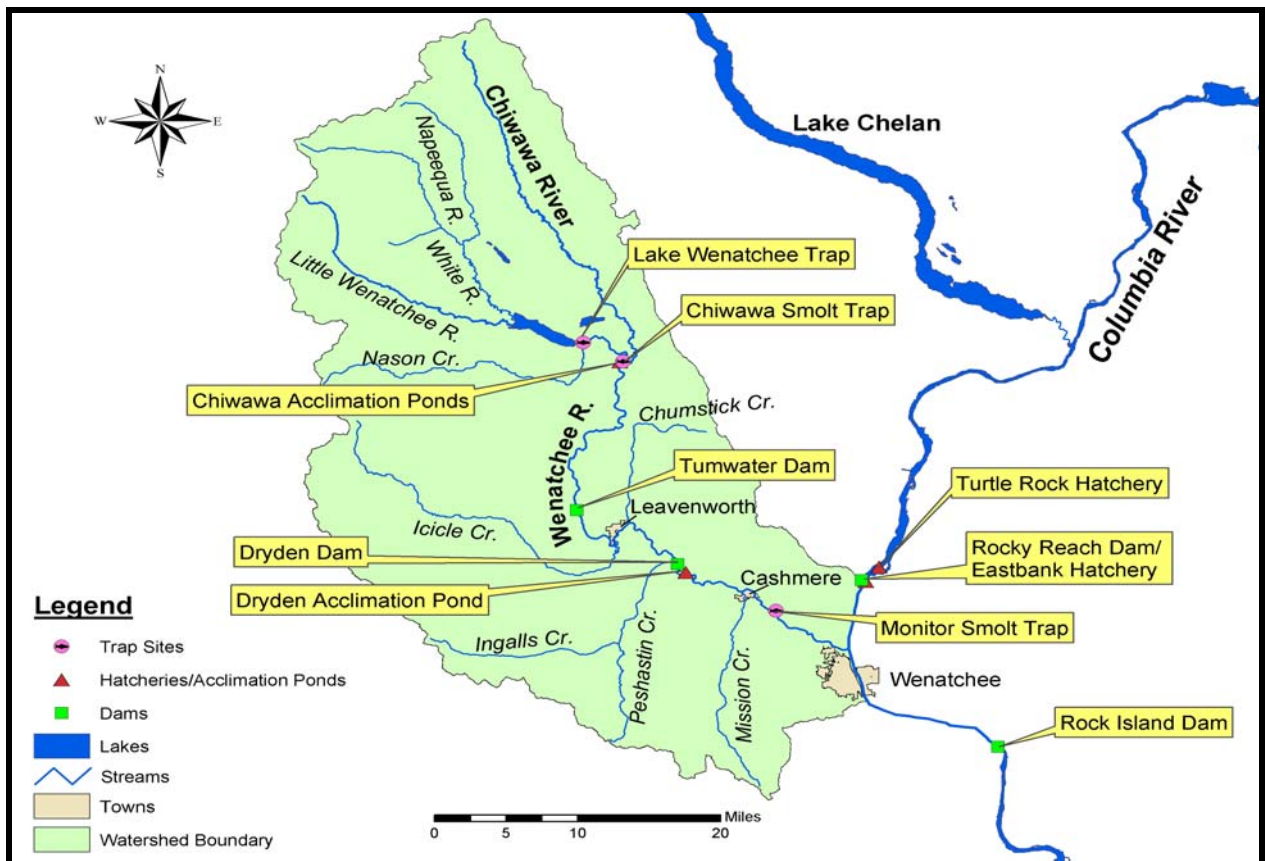 N
W
E
S
Chiwawa River
Napeequa R.
White R.
Little Wenatchee R.
Nason Cr.
Lake Chelan
Columbia River
Lake Wenatchee Trap
Chiwawa Smolt Trap
Chiwawa Acclimation Ponds
Chumstick Cr.
Wenatchee R.
Tumwater Dam
Leavenworth
Icicle Cr.
Turtle Rock Hatchery
Dryden Dam
Rocky Reach Dam/
Eastbank Hatchery
Cashmere
Dryden Acclimation Pond
Monitor Smolt Trap
Ingalls Cr.
Peshastin Cr.
Mission Cr.
Wenatchee
Rock Island Dam
Legend
Trap Sites
Hatcheries/Acclimation Ponds
Dams
Lakes
Streams
Towns
Watershed Boundary
Miles
0 5 10 20